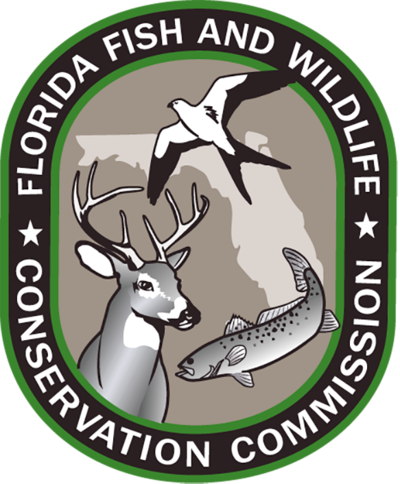 FLORIDA FISH AND WILDLIFE
CONSERVATION COMMISSION